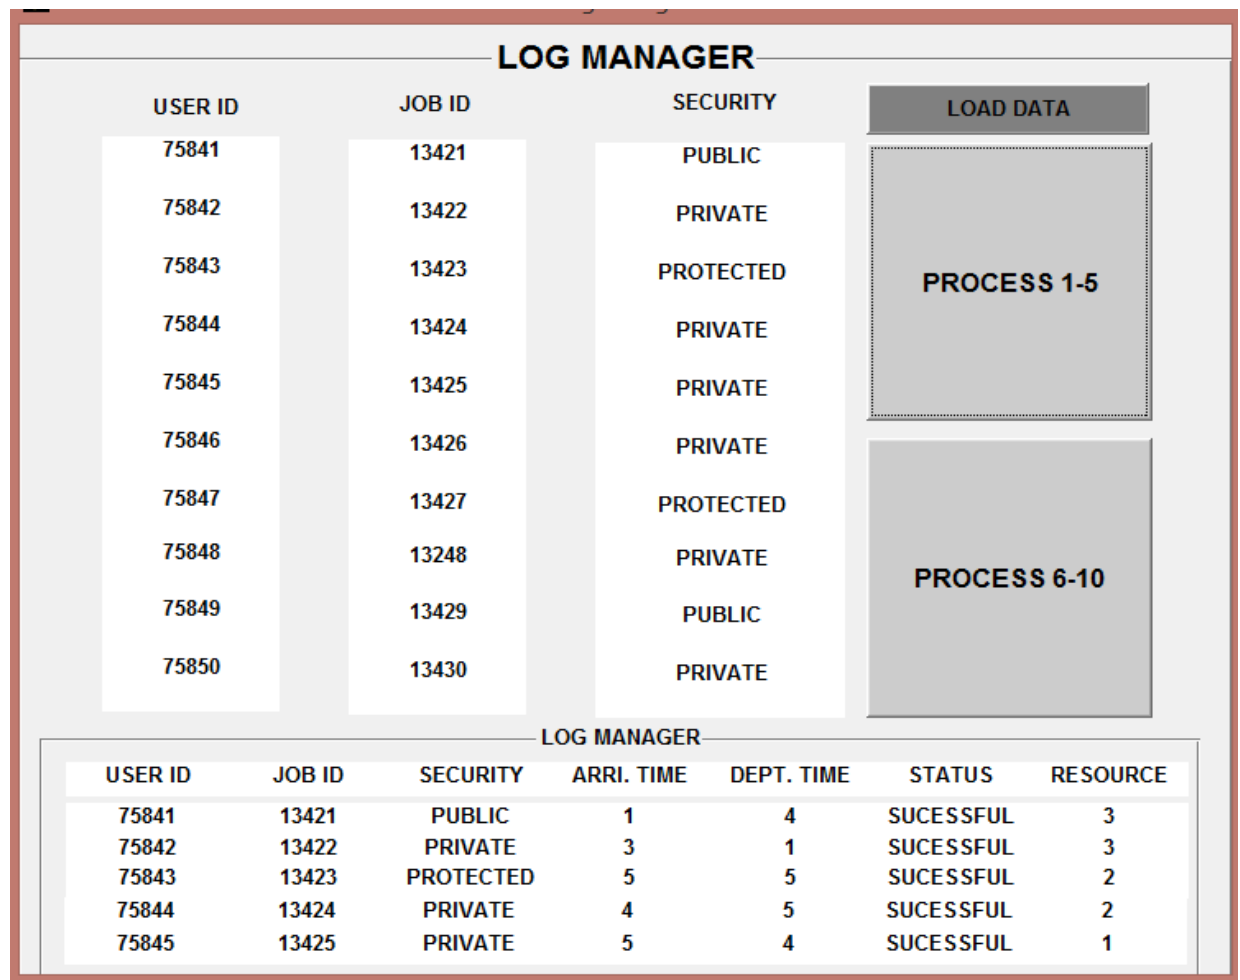 LOG MANAGER
USER ID JOB ID SECURITY LOAD DATA
75841 13421 PUBLIC
75842 13422 PRIVATE
75843 13423 PROTECTED
PROCESS 1-5
75844 13424 PRIVATE
75845 13425 PRIVATE
75846 13426 PRIVATE
75847 13427 PROTECTED
75848 13248 PRIVATE
PROCESS 6-10
75849 13429 PUBLIC
75850 13430 PRIVATE
LOG MANAGER
USER ID JOB ID SECURITY ARRI. TIME DEPT. TIME STATUS RESOURCE
75841 13421 PUBLIC 1 4 SUCESSFUL 3
75842 13422 PRIVATE 3 1 SUCESSFUL 3
75843 13423 PROTECTED 5 5 SUCESSFUL 2
75844 13424 PRIVATE 4 5 SUCESSFUL 2
75845 13425 PRIVATE 5 4 SUCESSFUL 1